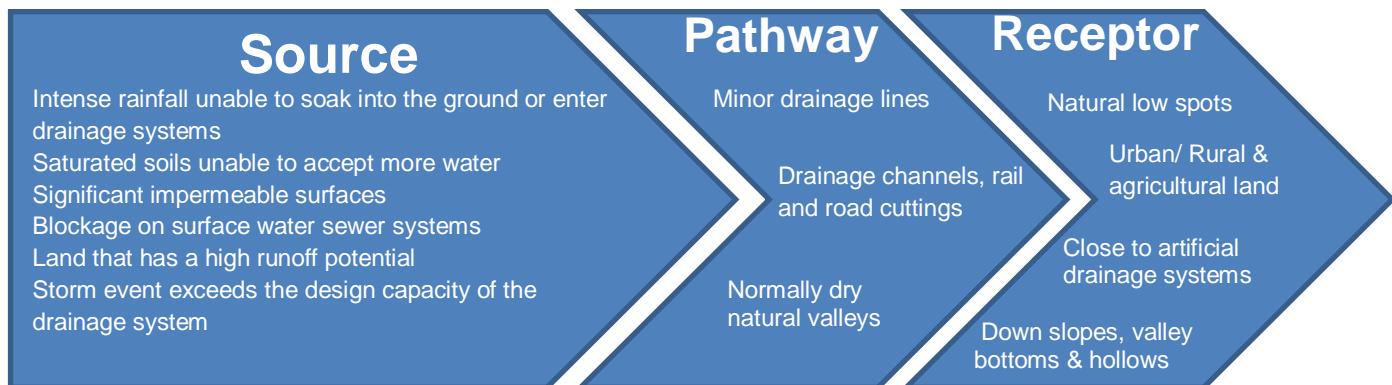 Source
Intense rainfall unable to soak into the ground or enter
drainage systems
Saturated soils unable to accept more water
Significant impermeable surfaces
Blockage on surface water sewer systems
Land that has a high runoff potential
Storm event exceeds the design capacity of the
drainage system
Pathway
Minor drainage lines
Drainage channels, rail
and road cuttings
Normally dry
natural valleys
Receptor
Natural low spots
Urban/ Rural &
agricultural land
Close to artificial
drainage systems
Down slopes, valley
bottoms & hollows